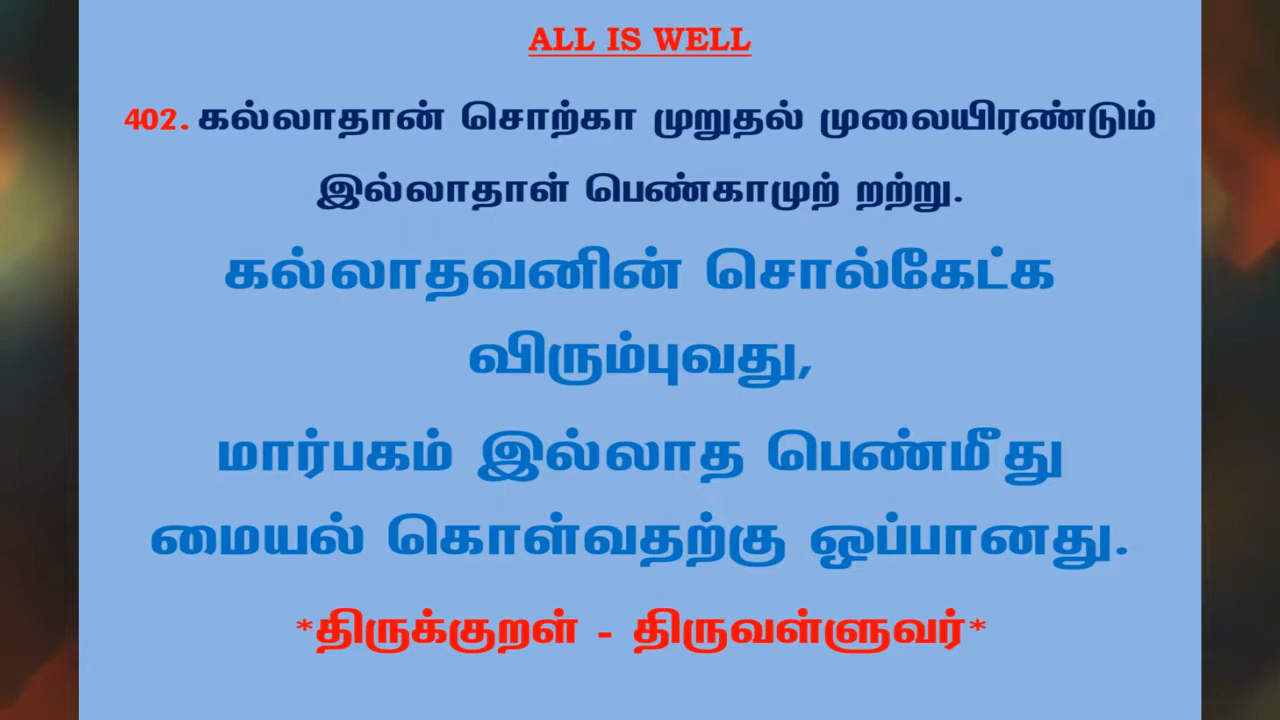 ALL IS WELL
402. கல்லாதான் சொற்கா முறுதல் முலையிரண்டும்
இல்லாதாள் பெண்காமுற் றற்று.
கல்லாதவனின் சொல்கேட்க
விரும்புவது,
மார்பகம் இல்லாத பெண்மீது
மையல் கொள்வதற்கு ஒப்பானது.
*திருக்குறள் - திருவள்ளுவர்*